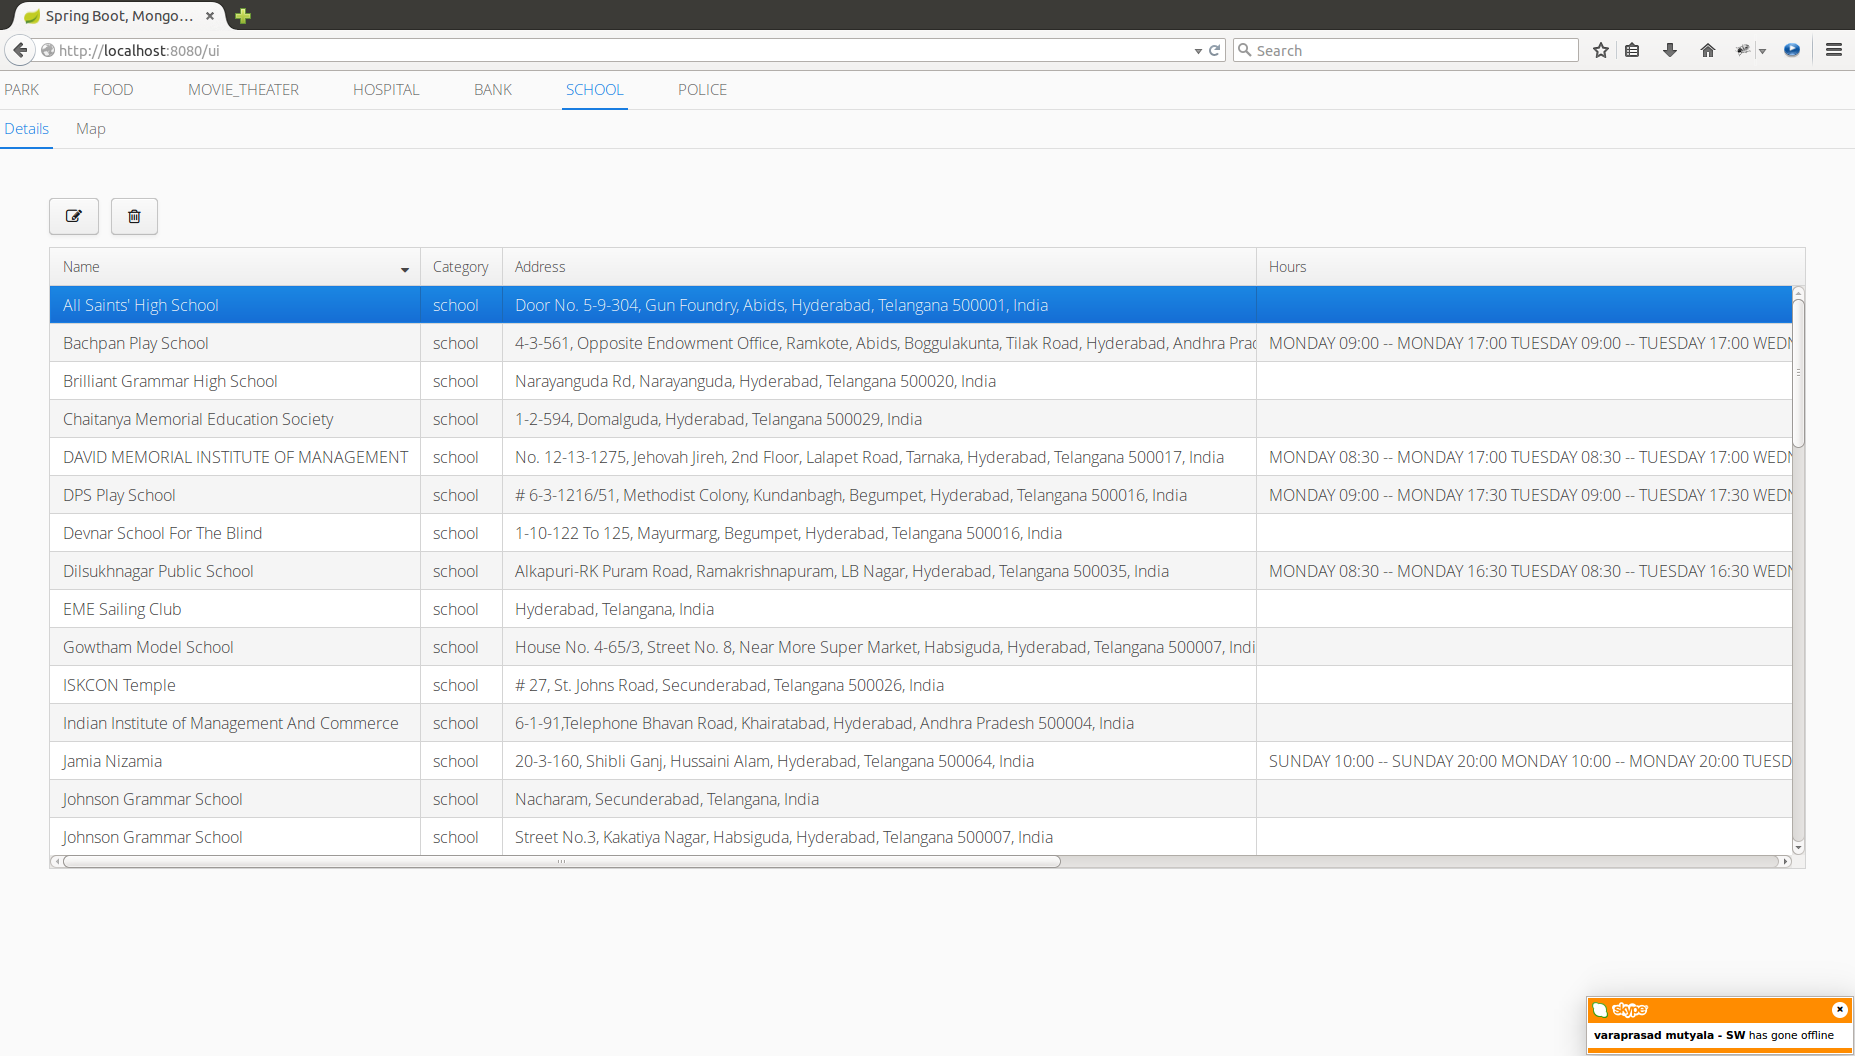 Spring Boot, Mongo...
http://localhost:8080/ui
Search
PARK FOOD MOVIE_THEATER HOSPITAL BANK SCHOOL POLICE
Details Map
Name Category Address Hours
All Saints' High School school Door No. 5-9-304, Gun Foundry, Abids, Hyderabad, Telangana 500001, India
Bachpan Play School school 4-3-561, Opposite Endowment Office, Ramkote, Abids, Boggulakunta, Tilak Road, Hyderabad, Andhra Prad MONDAY 09:00 -- MONDAY 17:00 TUESDAY 09:00 -- TUESDAY 17:00 WEDN
Brilliant Grammar High School school Narayanguda Rd, Narayanguda, Hyderabad, Telangana 500020, India
Chaitanya Memorial Education Society school 1-2-594, Domalguda, Hyderabad, Telangana 500029, India
DAVID MEMORIAL INSTITUTE OF MANAGEMENT school No. 12-13-1275, Jehovah Jireh, 2nd Floor, Lalapet Road, Tarnaka, Hyderabad, Telangana 500017, India MONDAY 08:30 -- MONDAY 17:00 TUESDAY 08:30 -- TUESDAY 17:00 WEDN
DPS Play School school # 6-3-1216/51, Methodist Colony, Kundanbagh, Begumpet, Hyderabad, Telangana 500016, India MONDAY 09:00 -- MONDAY 17:30 TUESDAY 09:00 -- TUESDAY 17:30 WEDN
Devnar School For The Blind school 1-10-122 To 125, Mayurmarg, Begumpet, Hyderabad, Telangana 500016, India
Dilsukhnagar Public School school Alkapuri-RK Puram Road, Ramakrishnapuram, LB Nagar, Hyderabad, Telangana 500035, India MONDAY 08:30 -- MONDAY 16:30 TUESDAY 08:30 -- TUESDAY 16:30 WEDN
EME Sailing Club school Hyderabad, Telangana, India
Gowtham Model School school House No. 4-65/3, Street No. 8, Near More Super Market, Habsiguda, Hyderabad, Telangana 500007, Indi
ISKCON Temple school # 27, St. Johns Road, Secunderabad, Telangana 500026, India
Indian Institute of Management And Commerce school 6-1-91,Telephone Bhavan Road, Khairatabad, Hyderabad, Andhra Pradesh 500004, India
Jamia Nizamia school 20-3-160, Shibli Ganj, Hussaini Alam, Hyderabad, Telangana 500064, India SUNDAY 10:00 -- SUNDAY 20:00 MONDAY 10:00 -- MONDAY 20:00 TUESD
Johnson Grammar School school Nacharam, Secunderabad, Telangana, India
Johnson Grammar School school Street No.3, Kakatiya Nagar, Habsiguda, Hyderabad, Telangana 500007, India
skype
varaprasad mutyala - SW has gone offline